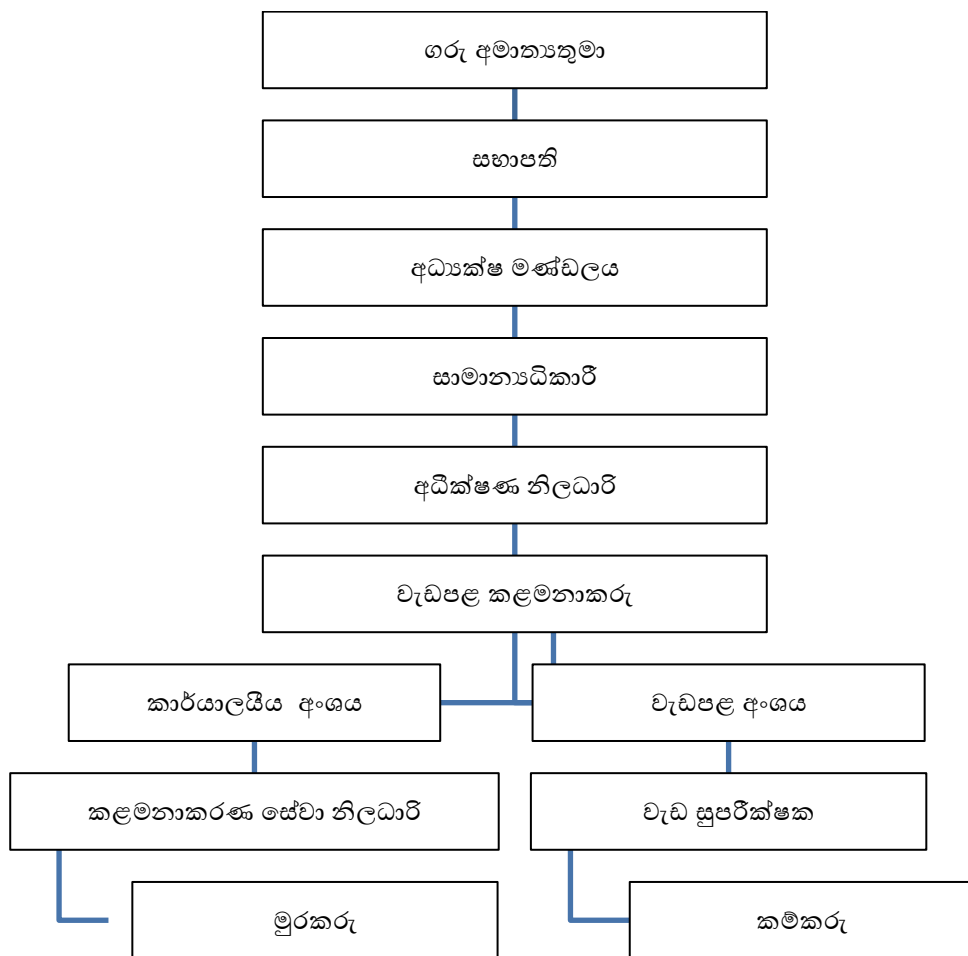 ගරු අමාත්‍යතුමා
සභාපති
අධ්‍යක්ෂ මණ්ඩලය
සාමාන්‍යධිකාරී
අධීක්ෂණ නිලධාරි
වැඩපළ කළමනාකරු
කාර්යාලයීය අංශය
වැඩපළ අංශය
කළමනාකරණ සේවා නිලධාරි
වැඩ සුපරීක්ෂක
මුරකරු
කම්කරු